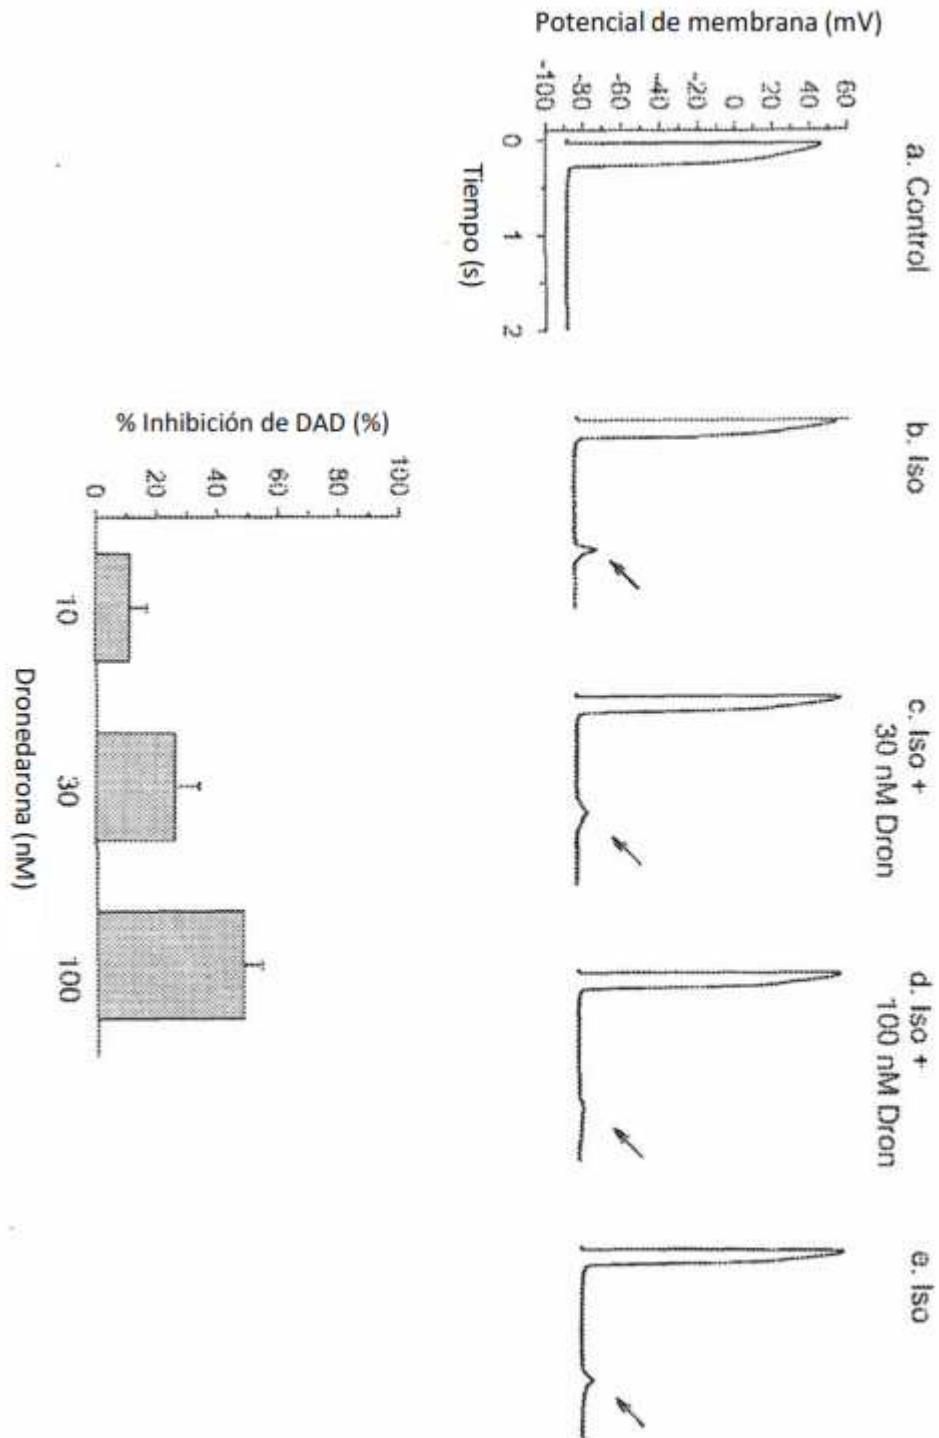 a. Control
b. Iso
c. Iso +
30 nM Dron
d. Iso +
100 nM Dron
e. Iso
Potencial de membrana (mV)
60
40
20
0
-20
-40
-60
-80
-100
0
1
2
Tiempo (s)
% Inhibición de DAD (%)
100
80
60
40
20
0
10
30
100
Dronedarona (nM)